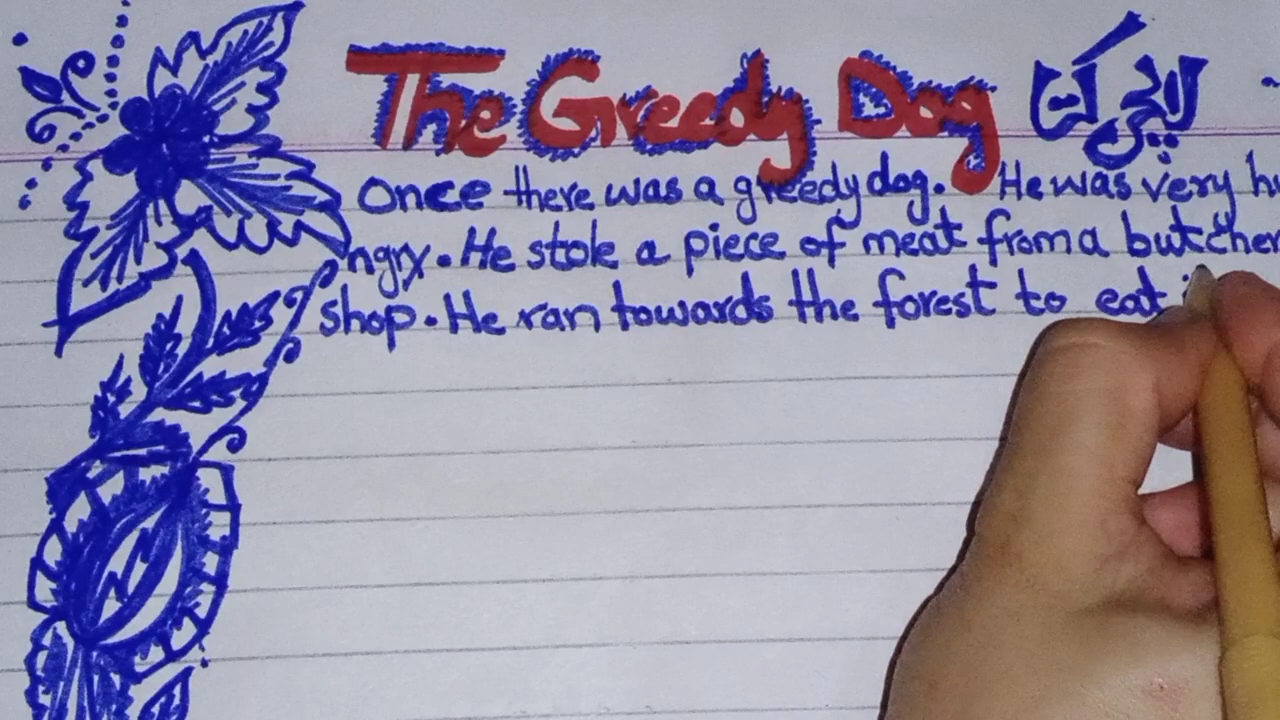 The Greedy Dog لالچی کتا
Once there was a greedy dog. He was very hu
ngry. He stole a piece of meat from a butcher
shop. He ran towards the forest to eat